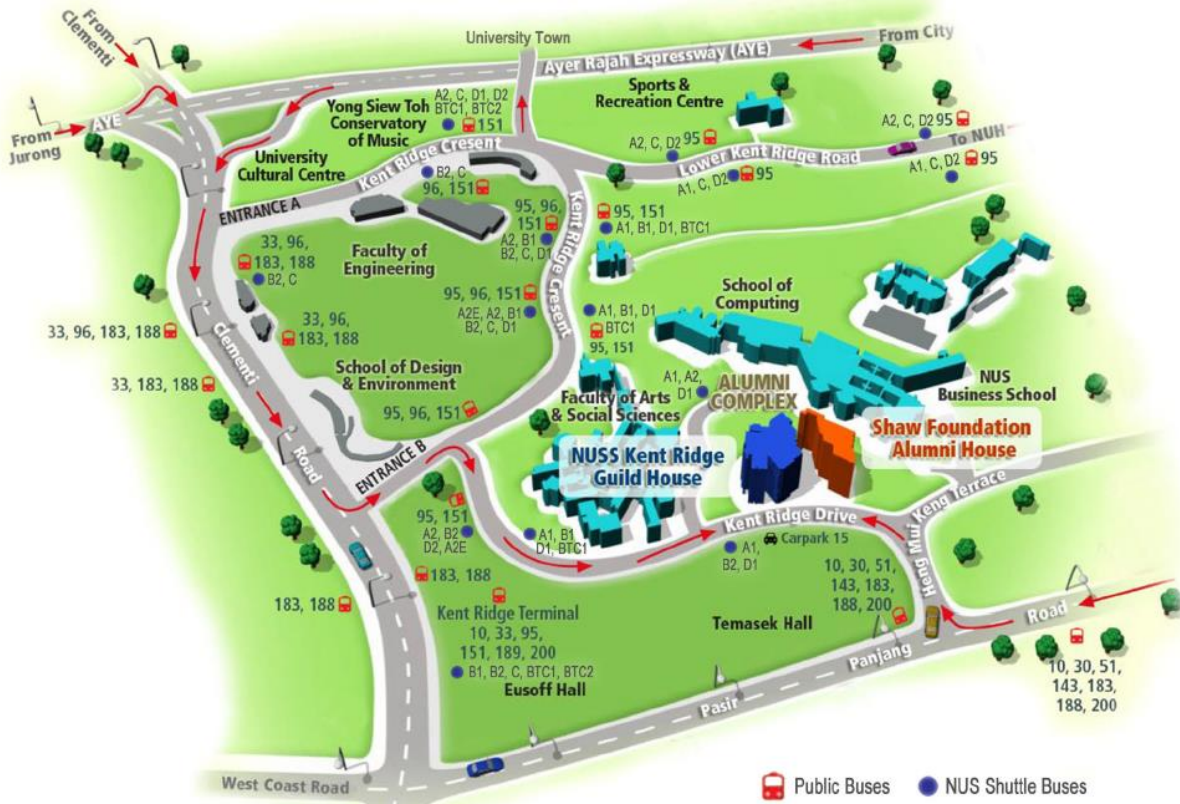 From
Clementi
University Town
Ayer Rajah Expressway (AYE)
From City
AYE
From
Jurong
Yong Siew Toh
Conservatory
of Music
A2, C, D1, D2
BTC1, BTC2
151
Sports &
Recreation Centre
A2, C, D2 95
A2, C, D2 95
To NUH
Lower Kent Ridge Road
A1, C, D2 95
A1, C, D2 95
University
Cultural Centre
Kent Ridge Cresent
B2, C
96, 151
ENTRANCE A
95, 96,
151
A2, B1
B2, C, D1
95, 151
A1, B1, D1, BTC1
Kent Ridge Cresent
33, 96,
183, 188
B2, C
Faculty of
Engineering
95, 96, 151
A2E, A2, B1
B2, C, D1
A1, B1, D1
BTC1
95, 151
School of
Computing
33, 96, 183, 188
33, 96,
183, 188
Clementi
Road
33, 183, 188
School of Design
& Environment
95, 96, 151
Faculty of Arts
& Social Sciences
A1, A2,
D1
ALUMNI
COMPLEX
NUS
Business School
Shaw Foundation
Alumni House
NUSS Kent Ridge
Guild House
ENTRANCE B
95, 151
A2, B2
D2, A2E
A1, B1
D1, BTC1
Kent Ridge Drive
Carpark 15
A1,
B2, D1
Heng Mui Keng Terrace
183, 188
183, 188
Kent Ridge Terminal
10, 33, 95,
151, 189, 200
B1, B2, C, BTC1, BTC2
Eusoff Hall
Temasek Hall
10, 30, 51,
143, 183,
188, 200
Pasir
Panjang
Road
10, 30, 51,
143, 183,
188, 200
West Coast Road
Public Buses
NUS Shuttle Buses